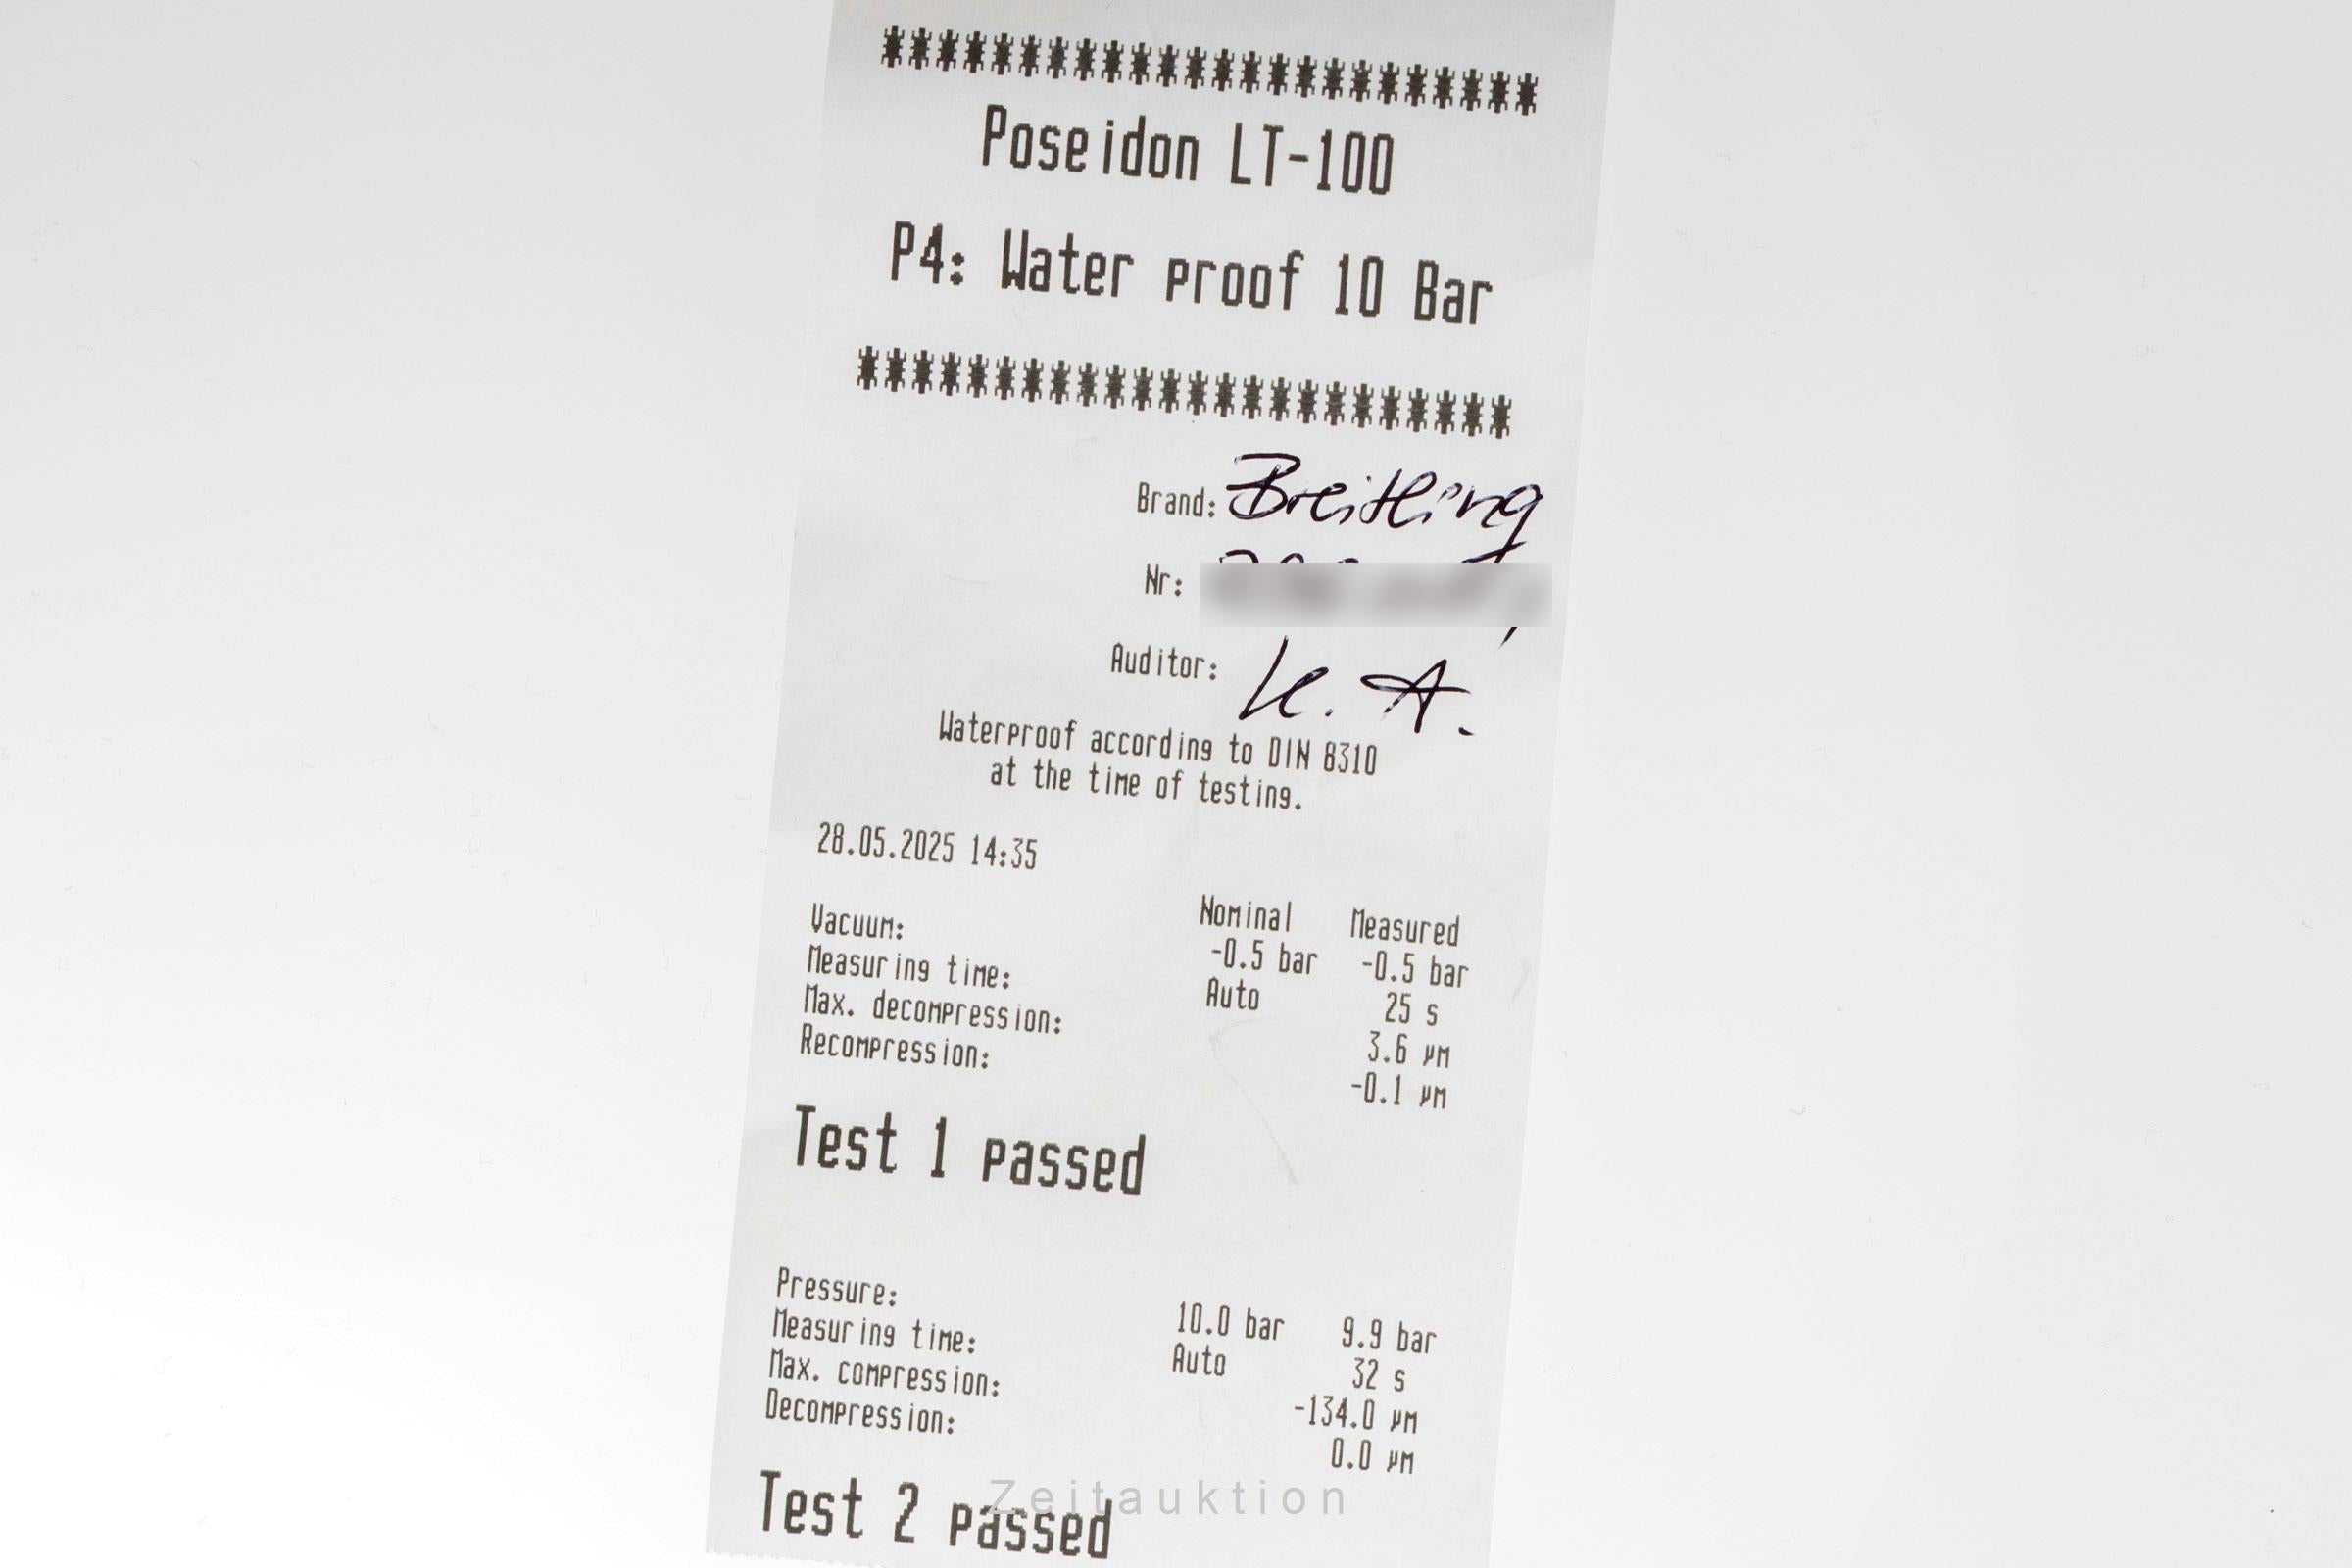 ************************
Poseidon LT-100
P4: Water proof 10 Bar
************************
Brand: Breitling
Nr:
Auditor: K. A.
Waterproof according to DIN 8310
at the time of testing.
28.05.2025 14:35
Nominal Measured
Vacuum: -0.5 bar -0.5 bar
Measuring time: Auto 25 s
Max. decompression: 3.6 µm
Recompression: -0.1 µm
Test 1 passed
Pressure: 10.0 bar 9.9 bar
Measuring time: Auto 32 s
Max. compression: -134.0 µm
Decompression: 0.0 µm
Test 2 passed
Zeitauktion